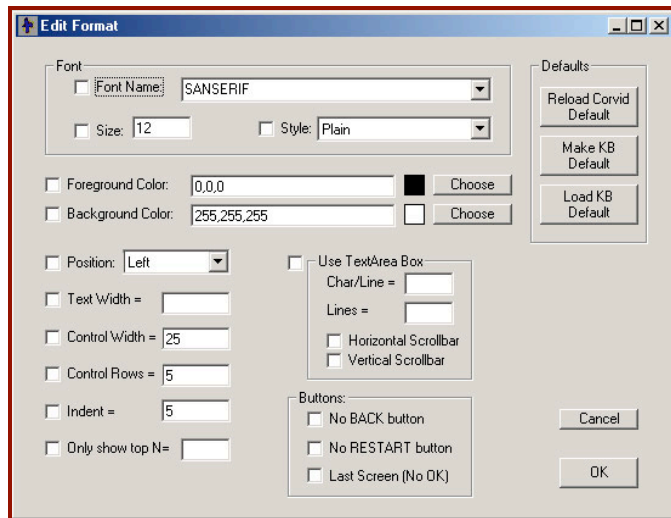 Edit Format
Font
Font Name: SANSERIF
Size: 12 Style: Plain
Foreground Color: 0,0,0 Choose
Background Color: 255,255,255 Choose
Position: Left
Text Width =
Control Width = 25
Control Rows = 5
Indent = 5
Only show top N=
Use TextArea Box
Char/Line =
Lines =
Horizontal Scrollbar
Vertical Scrollbar
Buttons:
No BACK button
No RESTART button
Last Screen (No OK)
Defaults
Reload Corvid
Default
Make KB
Default
Load KB
Default
Cancel
OK